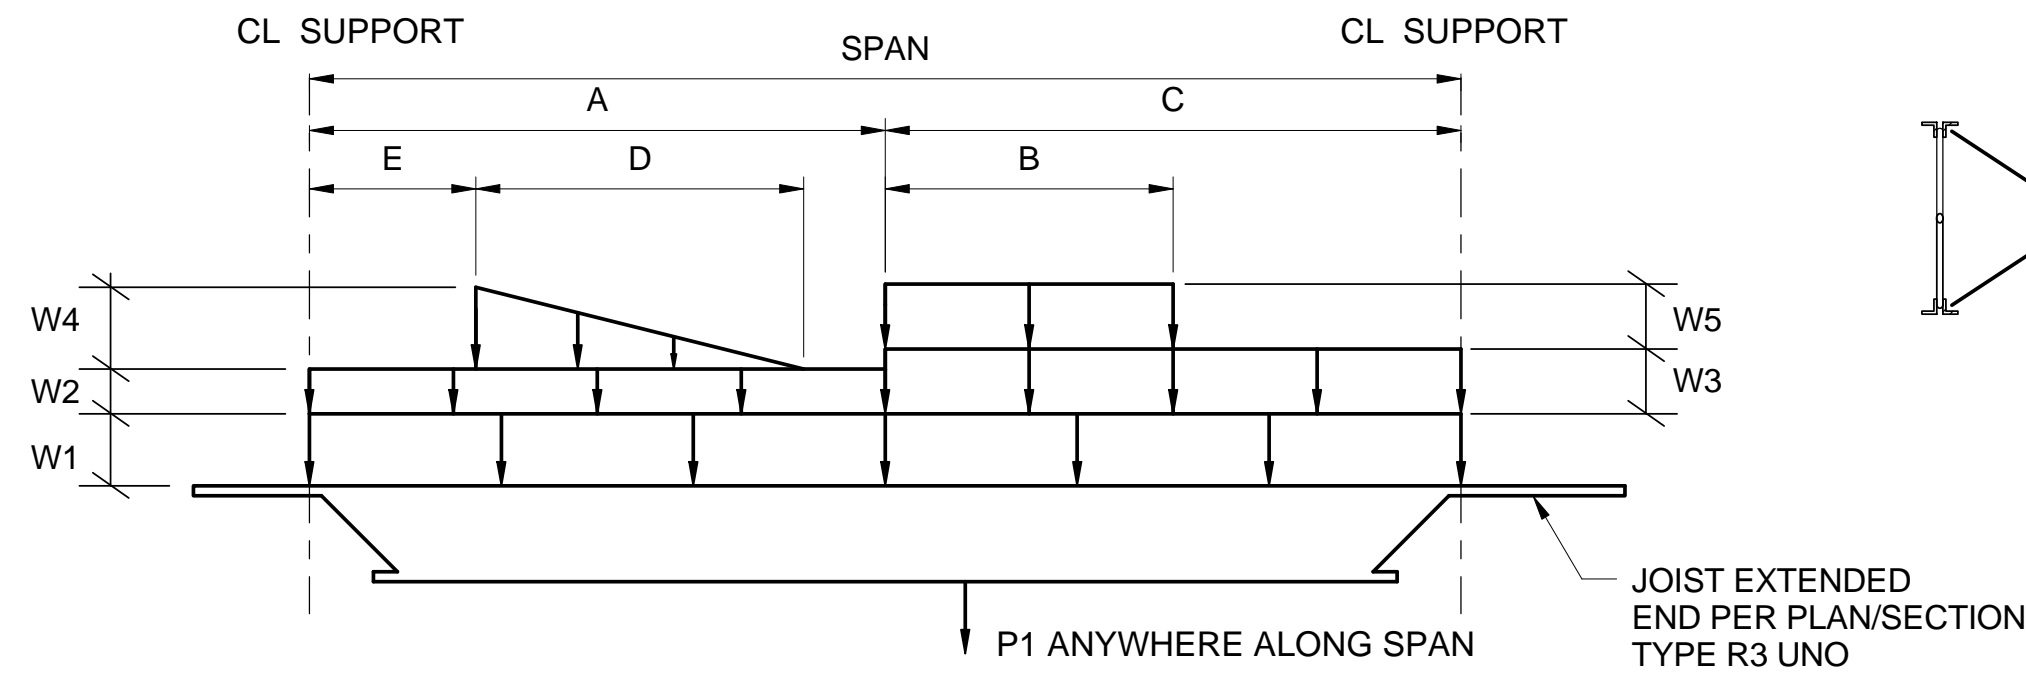 CL SUPPORT
SPAN
CL SUPPORT
A
C
E
D
B
W4
W5
W2
W3
W1
JOIST EXTENDED
END PER PLAN/SECTION
TYPE R3 UNO
P1 ANYWHERE ALONG SPAN